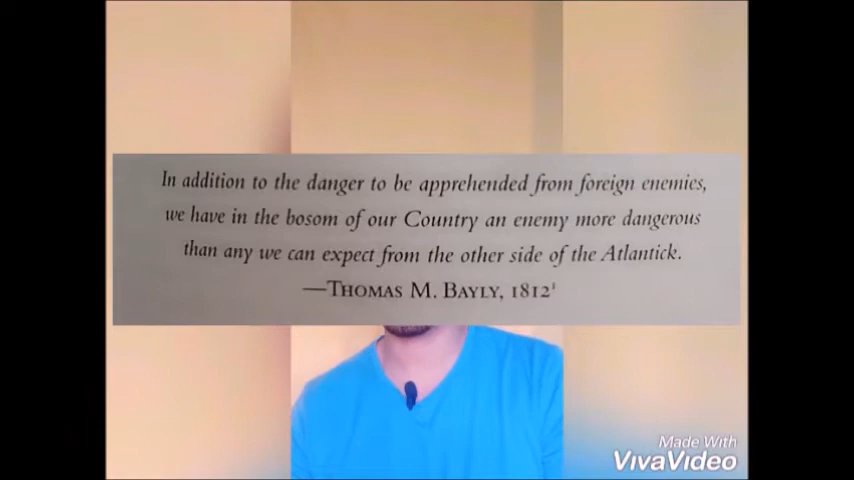 In addition to the danger to be apprehended from foreign enemies,
we have in the bosom of our Country an enemy more dangerous
than any we can expect from the other side of the Atlantick.
—THOMAS M. BAYLY, 1812¹
Made With
VivaVideo